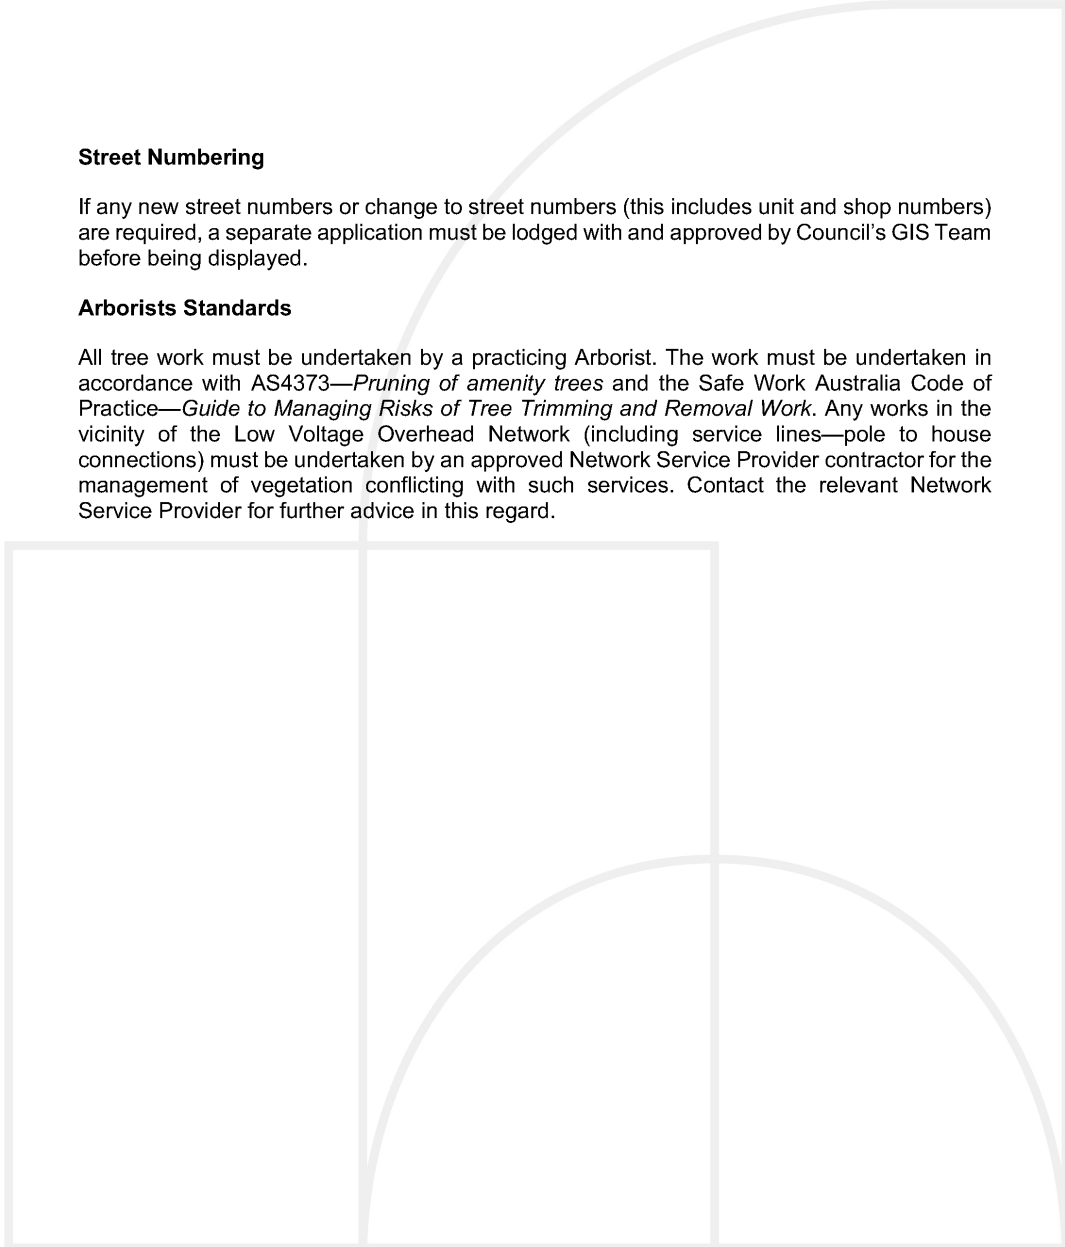 Street Numbering
If any new street numbers or change to street numbers (this includes unit and shop numbers)
are required, a separate application must be lodged with and approved by Council’s GIS Team
before being displayed.
Arborists Standards
All tree work must be undertaken by a practicing Arborist. The work must be undertaken in
accordance with AS4373—Pruning of amenity trees and the Safe Work Australia Code of
Practice—Guide to Managing Risks of Tree Trimming and Removal Work. Any works in the
vicinity of the Low Voltage Overhead Network (including service lines—pole to house
connections) must be undertaken by an approved Network Service Provider contractor for the
management of vegetation conflicting with such services. Contact the relevant Network
Service Provider for further advice in this regard.